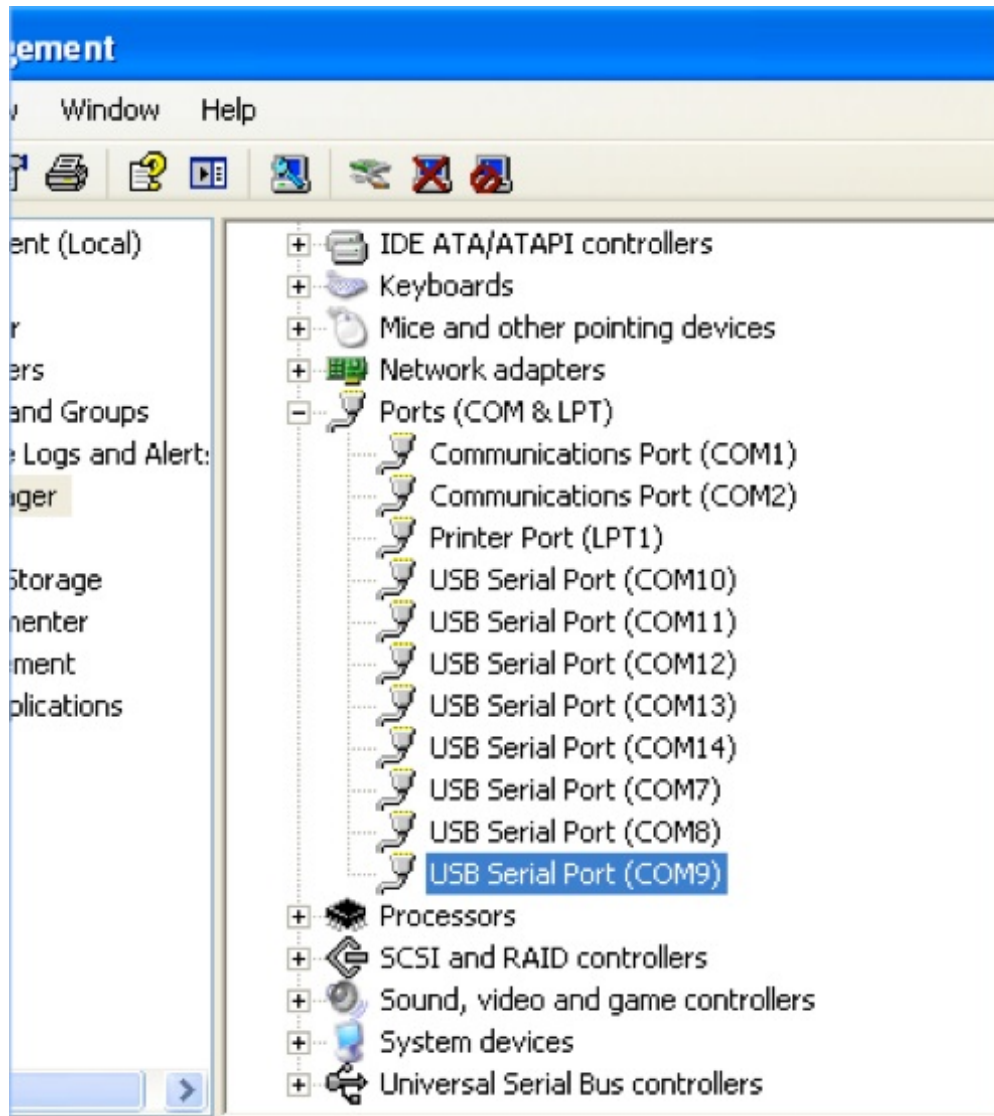 gement
Window Help
ent (Local)
r
ers
and Groups
Logs and Alert:
ager
Storage
nenter
ment
plications
IDE ATA/ATAPI controllers
Keyboards
Mice and other pointing devices
Network adapters
Ports (COM & LPT)
Communications Port (COM1)
Communications Port (COM2)
Printer Port (LPT1)
USB Serial Port (COM10)
USB Serial Port (COM11)
USB Serial Port (COM12)
USB Serial Port (COM13)
USB Serial Port (COM14)
USB Serial Port (COM7)
USB Serial Port (COM8)
USB Serial Port (COM9)
Processors
SCSI and RAID controllers
Sound, video and game controllers
System devices
Universal Serial Bus controllers